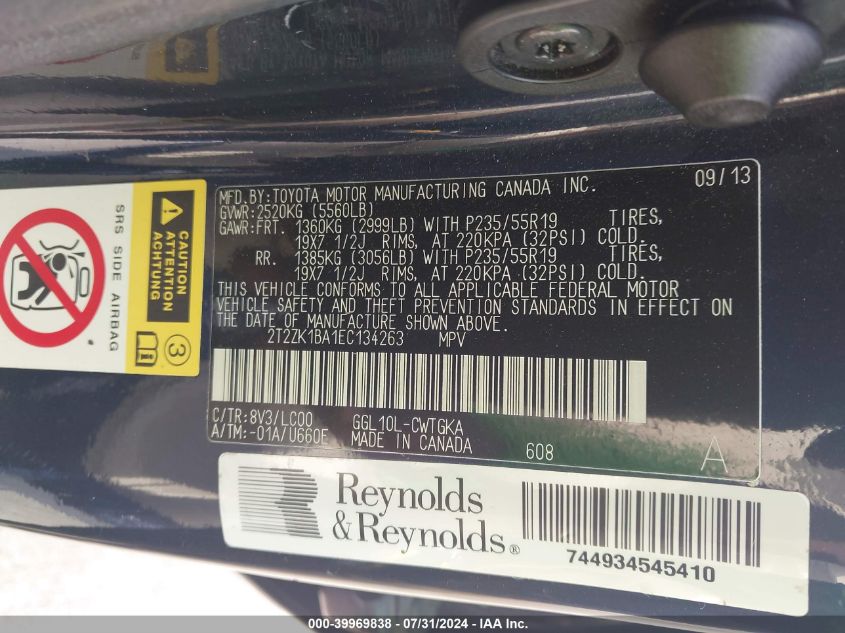 SRS SIDE AIRBAG
CAUTION
ATTENTION
ACHTUNG
3
MFD.BY:TOYOTA MOTOR MANUFACTURING CANADA INC. 09/13
GVWR:2520KG (5560LB)
GAWR:FRT. 1360KG (2999LB) WITH P235/55R19 TIRES,
19X7 1/2J RIMS, AT 220KPA (32PSI) COLD.
RR. 1385KG (3056LB) WITH P235/55R19 TIRES,
19X7 1/2J RIMS, AT 220KPA (32PSI) COLD.
THIS VEHICLE CONFORMS TO ALL APPLICABLE FEDERAL MOTOR
VEHICLE SAFETY AND THEFT PREVENTION STANDARDS IN EFFECT ON
THE DATE OF MANUFACTURE SHOWN ABOVE.
2T2ZK1BA1EC134263 MPV
C/TR:8V3/LC00 GGL10L-CWTGKA
A/TM:-01A/U660F MADE IN CANADA 608 A
Reynolds
& Reynolds®
744934545410
000-39969838 - 07/31/2024 - IAA Inc.